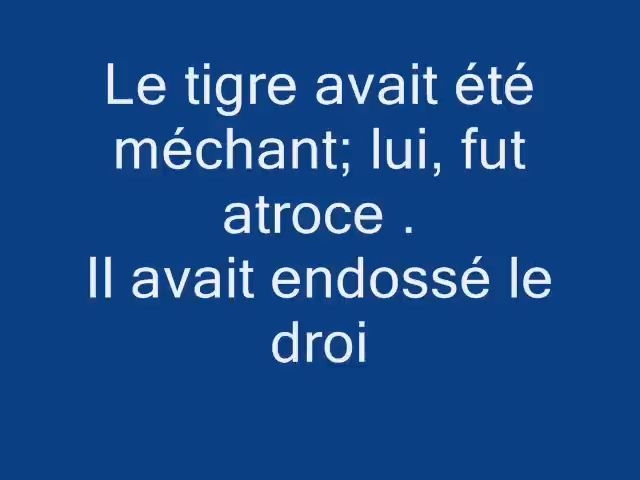 Le tigre avait été
méchant; lui, fut
atroce .
Il avait endossé le
droi